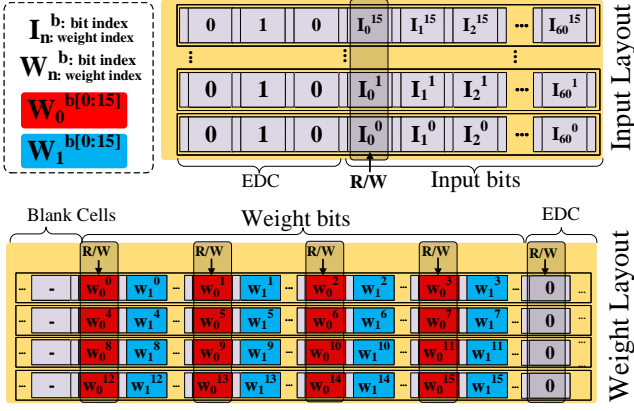 I_n^b : b: bit index n: weight index
W_n^b : b: bit index n: weight index
W_0^b[0:15]
W_1^b[0:15]
0 1 0 I_0^15 I_1^15 I_2^15 ... I_60^15
0 1 0 I_0^1 I_1^1 I_2^1 ... I_60^1
0 1 0 I_0^0 I_1^0 I_2^0 ... I_60^0
EDC R/W Input bits
Input Layout
Blank Cells Weight bits EDC
R/W R/W R/W R/W R/W
... - W_0^0 W_1^0 ... W_0^1 W_1^1 ... W_0^2 W_1^2 ... W_0^3 W_1^3 ... 0 ...
... - W_0^4 W_1^4 ... W_0^5 W_1^5 ... W_0^6 W_1^6 ... W_0^7 W_1^7 ... 0 ...
... - W_0^8 W_1^8 ... W_0^9 W_1^9 ... W_0^10 W_1^10 ... W_0^11 W_1^11 ... 0 ...
... - W_0^12 W_1^12 ... W_0^13 W_1^13 ... W_0^14 W_1^14 ... W_0^15 W_1^15 ... 0 ...
Weight Layout